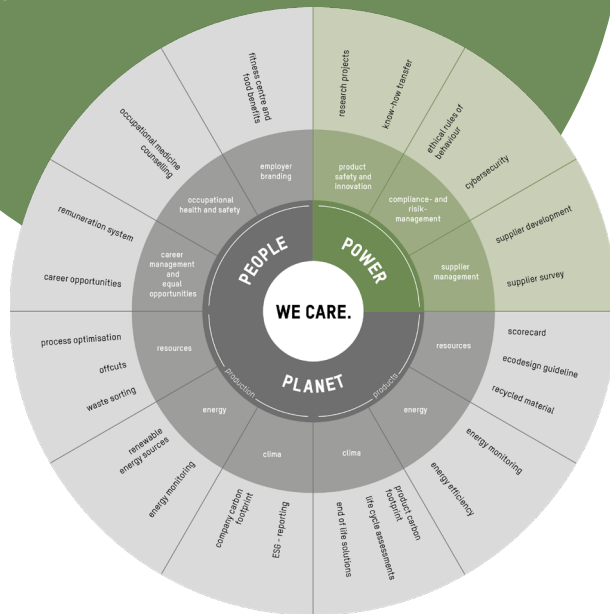 WE CARE.
PEOPLE
POWER
PLANET
production
products
product
safety and
innovation
compliance- and
risik-
management
supplier
management
resources
energy
clima
clima
energy
resources
career
management
and
equal
opportunities
occupational
health and safety
employer
branding
research projects
know-how transfer
ethical rules of
behaviour
cybersecurity
supplier development
supplier survey
scorecard
ecodesign guideline
recycled material
energy monitoring
energy efficiency
product carbon
footprint
life cycle assessments
end of life solutions
ESG - reporting
company carbon
footprint
energy monitoring
renewable
energy sources
waste sorting
offcuts
process optimisation
career opportunities
remuneration system
occupational medicine
counselling
fitness centre and
food benefits